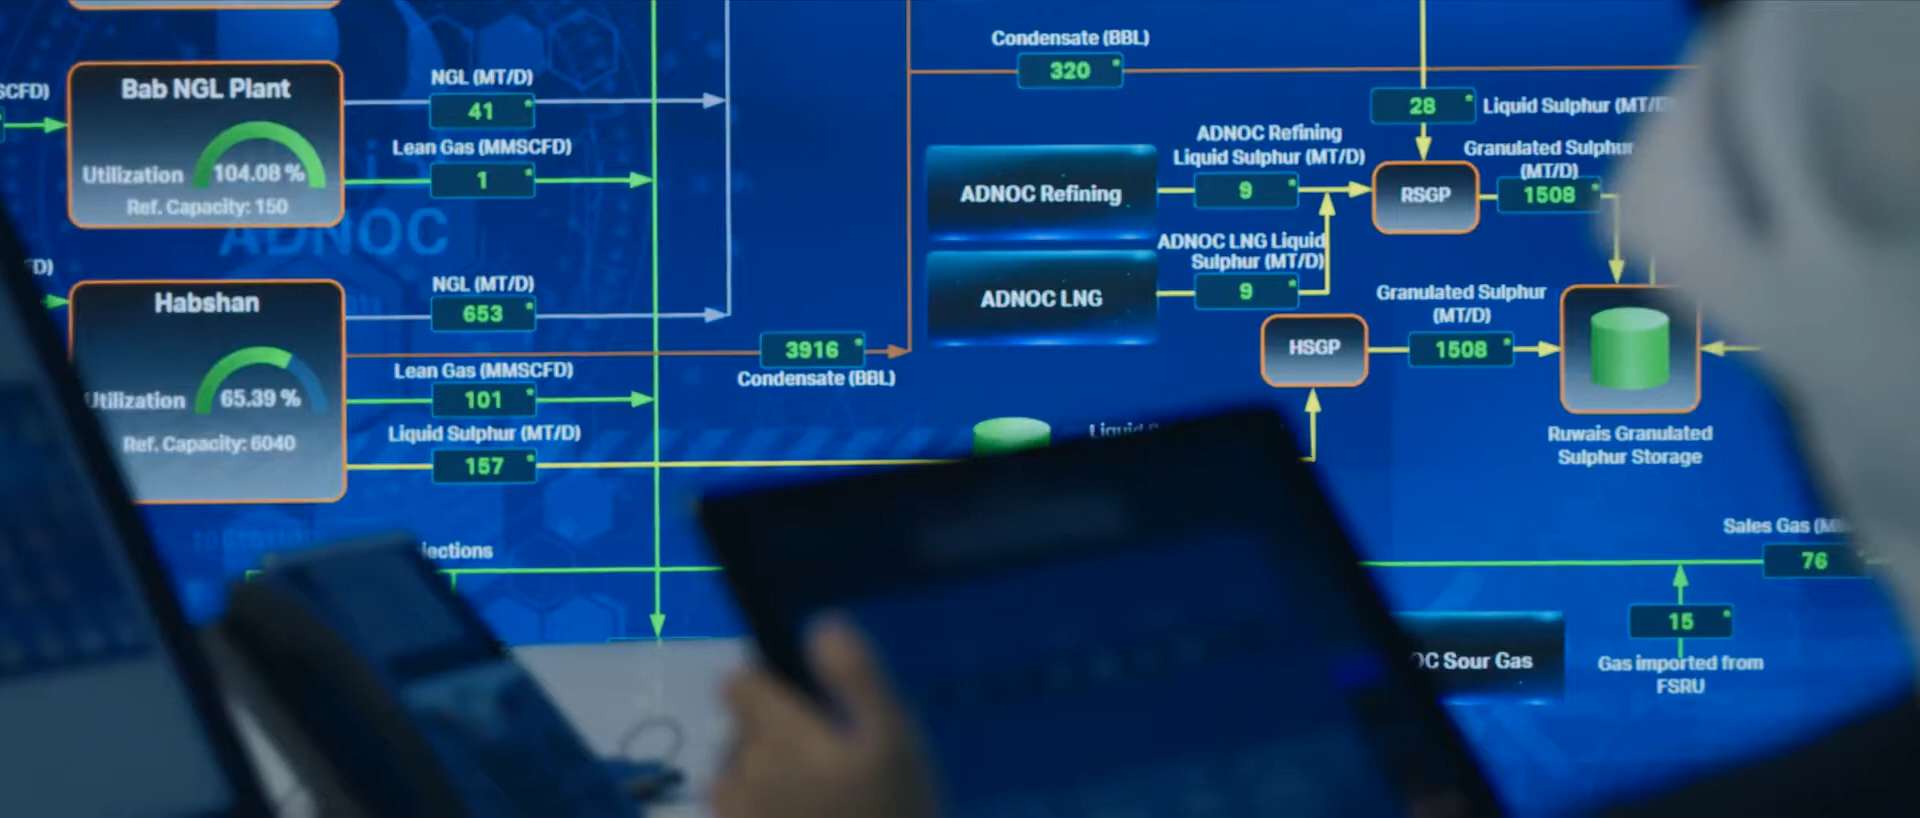 SCFD)
Bab NGL Plant
Utilization 104.08 %
Ref. Capacity: 150
NGL (MT/D)
41
Lean Gas (MMSCFD)
1
ADNOC
Habshan
Utilization 65.39 %
Ref. Capacity: 6040
NGL (MT/D)
653
3916
Condensate (BBL)
Lean Gas (MMSCFD)
101
Liquid Sulphur (MT/D)
157
Condensate (BBL)
320
28 Liquid Sulphur (MT/
ADNOC Refining
ADNOC Refining
Liquid Sulphur (MT/D)
9
RSGP
Granulated Sulphur
(MT/D)
1508
ADNOC LNG
ADNOC LNG Liquid
Sulphur (MT/D)
9
HSGP
Granulated Sulphur
(MT/D)
1508
Ruwais Granulated
Sulphur Storage
Liquid
jections
Sales Gas (M
76
15
Gas imported from
FSRU
OC Sour Gas